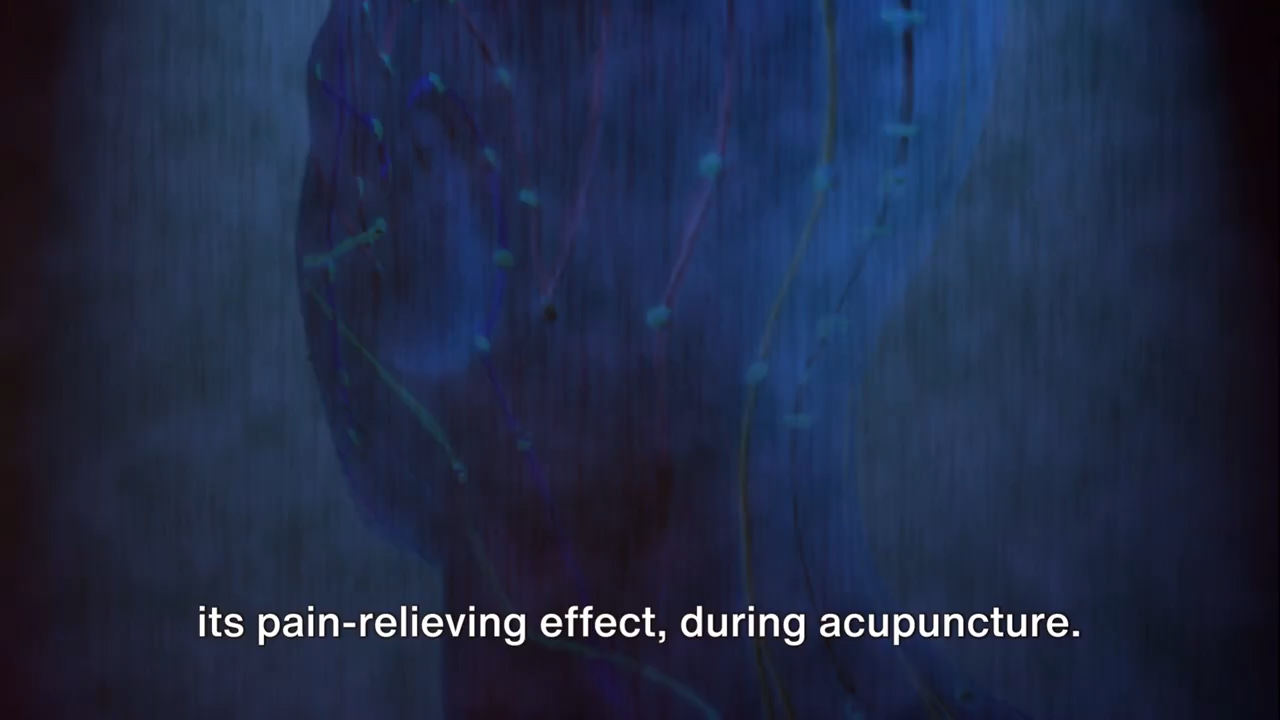 its pain-relieving effect, during acupuncture.